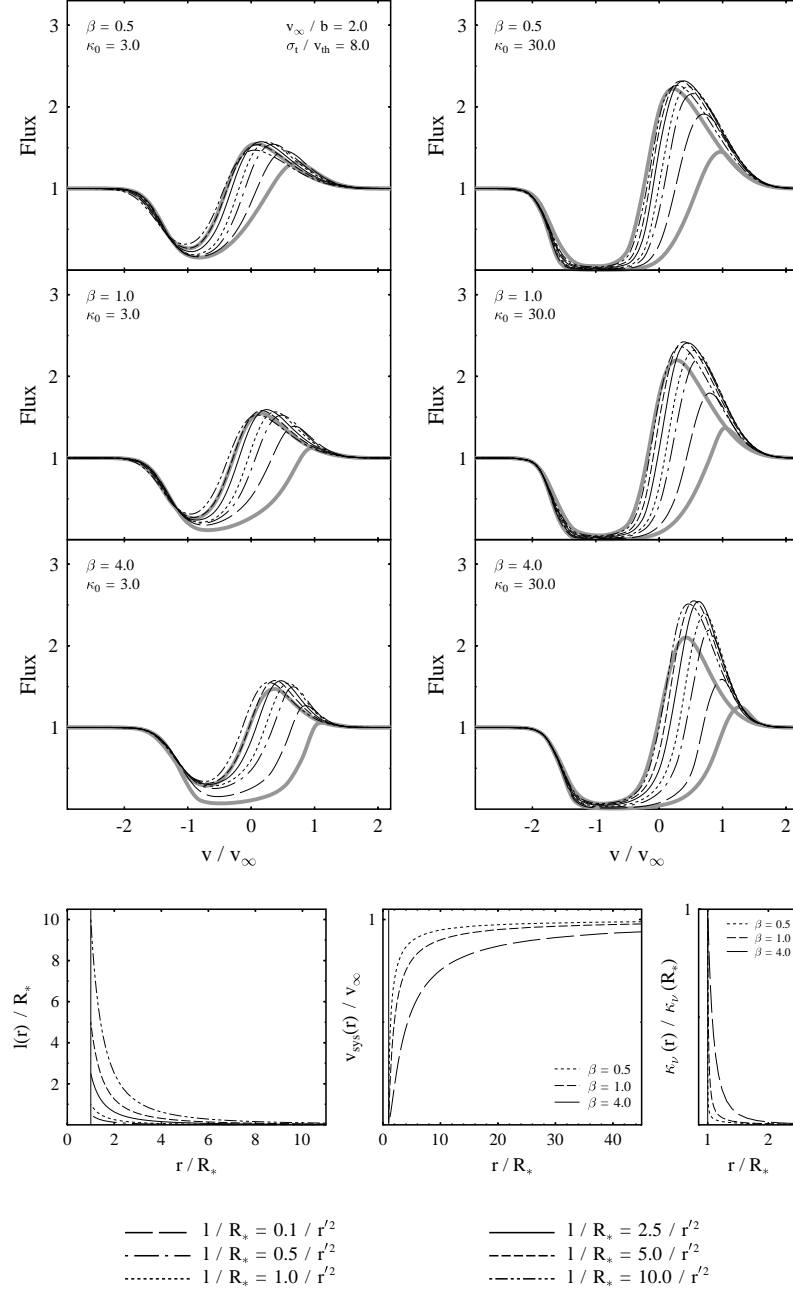 β = 0.5
κ₀ = 3.0
v∞ / b = 2.0
σt / vth = 8.0
Flux
3
2
1
β = 0.5
κ₀ = 30.0
Flux
3
2
1
β = 1.0
κ₀ = 3.0
Flux
3
2
1
β = 1.0
κ₀ = 30.0
Flux
3
2
1
β = 4.0
κ₀ = 3.0
Flux
3
2
1
-2 -1 0 1 2
v / v∞
β = 4.0
κ₀ = 30.0
Flux
3
2
1
-2 -1 0 1 2
v / v∞
l(r) / R*
10
8
6
4
2
0 2 4 6 8 10
r / R*
vsys(r) / v∞
1
β = 0.5
β = 1.0
β = 4.0
0 10 20 30 40
r / R*
κν (r) / κν (R*)
1
β = 0.5
β = 1.0
β = 4.0
1 2
r / R*
l / R* = 0.1 / r′²
l / R* = 0.5 / r′²
l / R* = 1.0 / r′²
l / R* = 2.5 / r′²
l / R* = 5.0 / r′²
l / R* = 10.0 / r′²